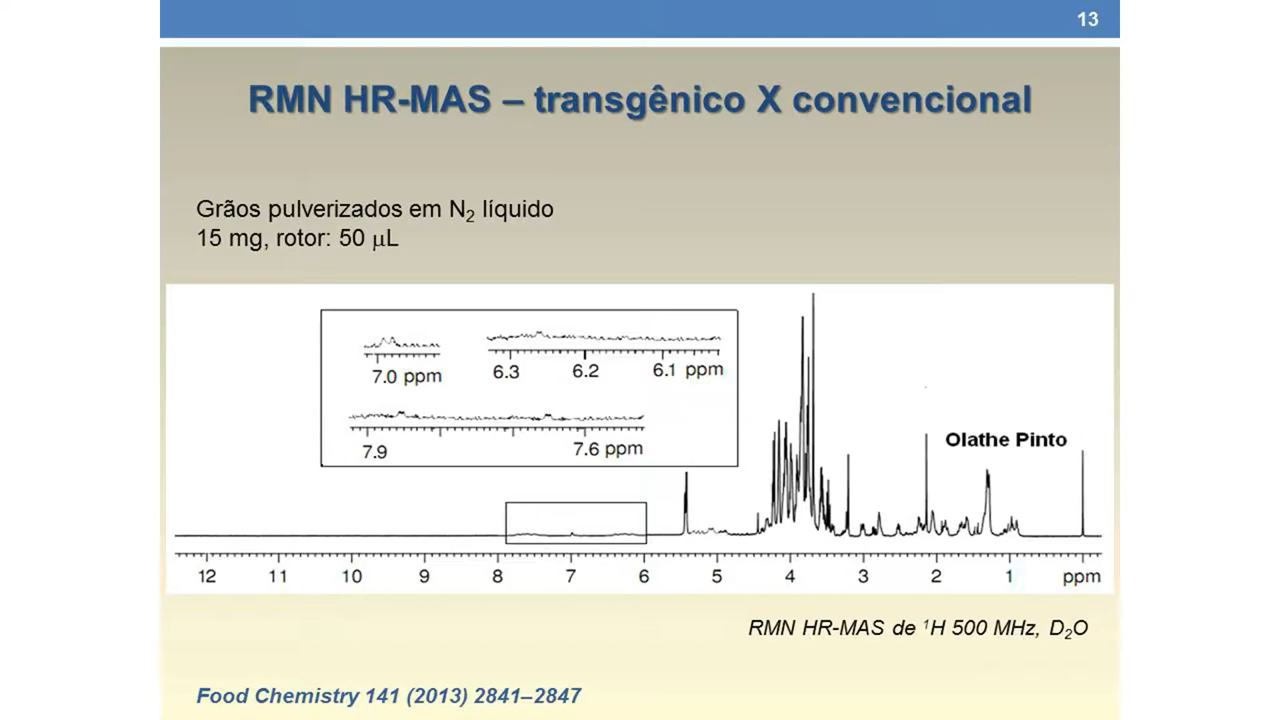 13
RMN HR-MAS – transgênico X convencional
Grãos pulverizados em N₂ líquido
15 mg, rotor: 50 µL
7.0 ppm
6.3 6.2 6.1 ppm
7.9 7.6 ppm
Olathe Pinto
12 11 10 9 8 7 6 5 4 3 2 1 ppm
RMN HR-MAS de ¹H 500 MHz, D₂O
Food Chemistry 141 (2013) 2841–2847